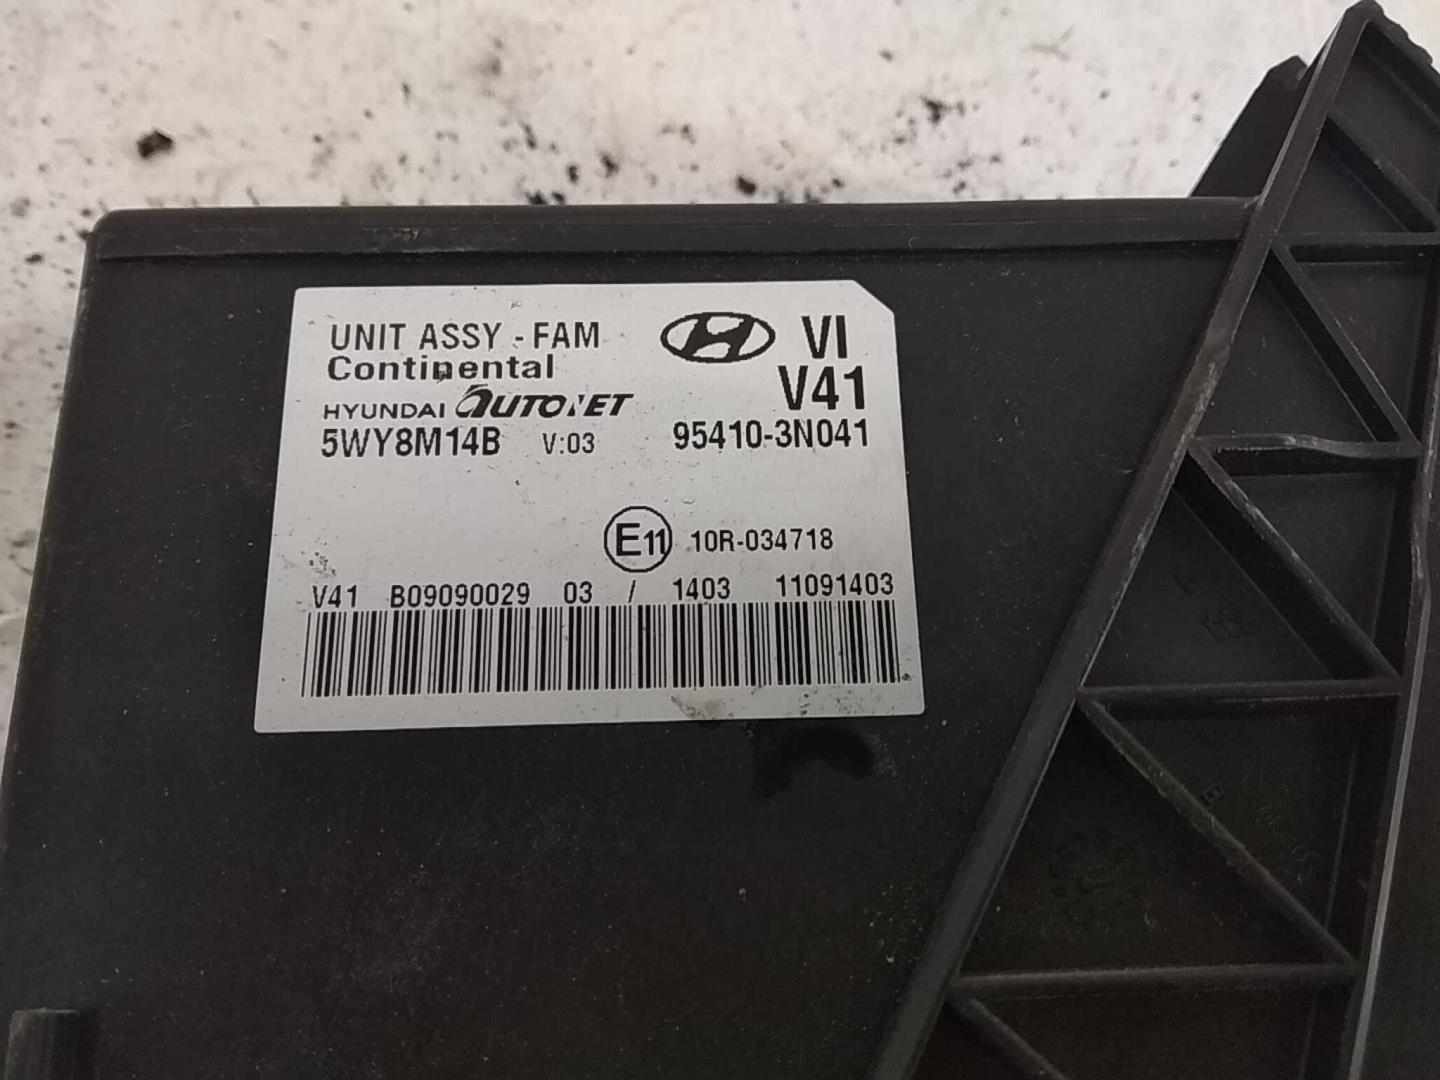 UNIT ASSY - FAM VI
Continental V41
HYUNDAI AUTONET
5WY8M14B V:03 95410-3N041
E11 10R-034718
V41 B09090029 03 / 1403 11091403